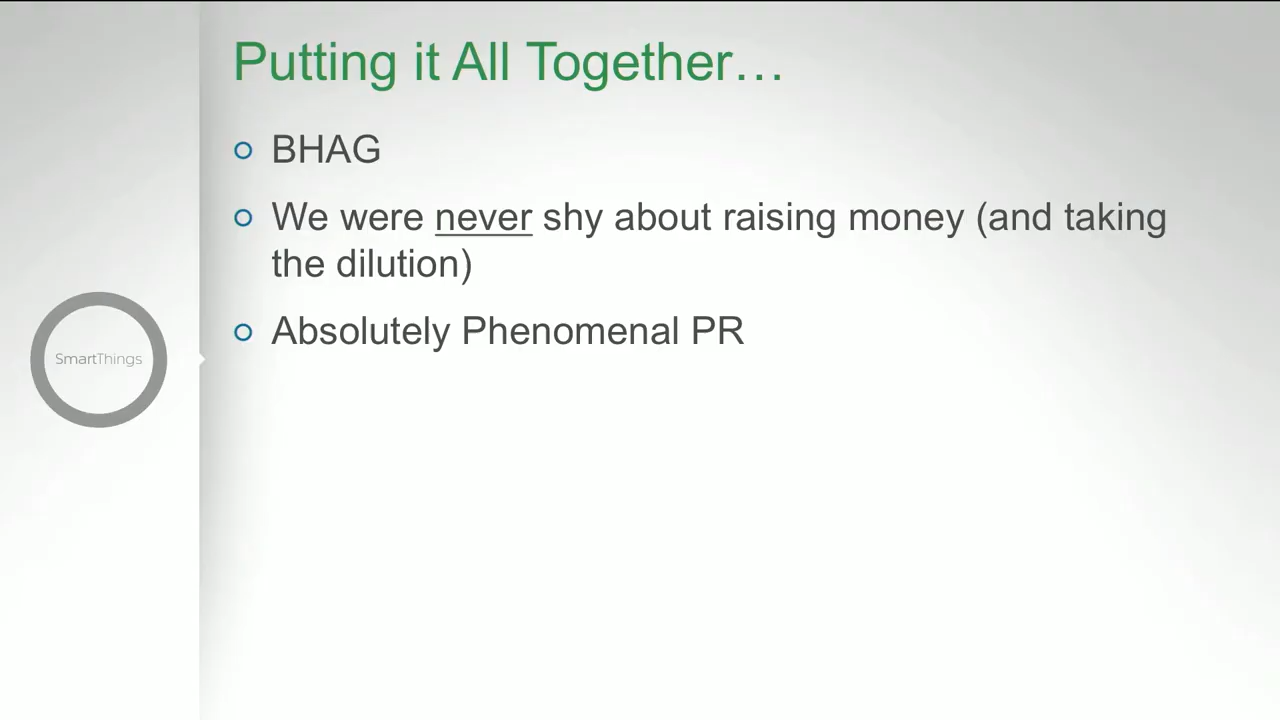 Putting it All Together…
BHAG
We were never shy about raising money (and taking
the dilution)
Absolutely Phenomenal PR
SmartThings